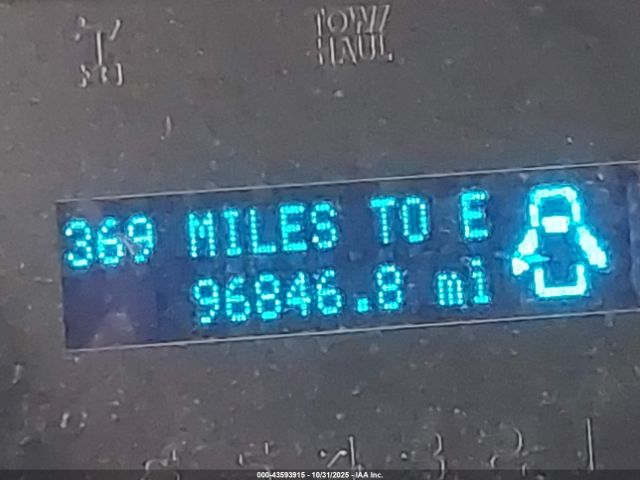 TOW/
HAUL
369 MILES TO E
96846.8 mi
000-43593915 - 10/31/2025 - IAA Inc.